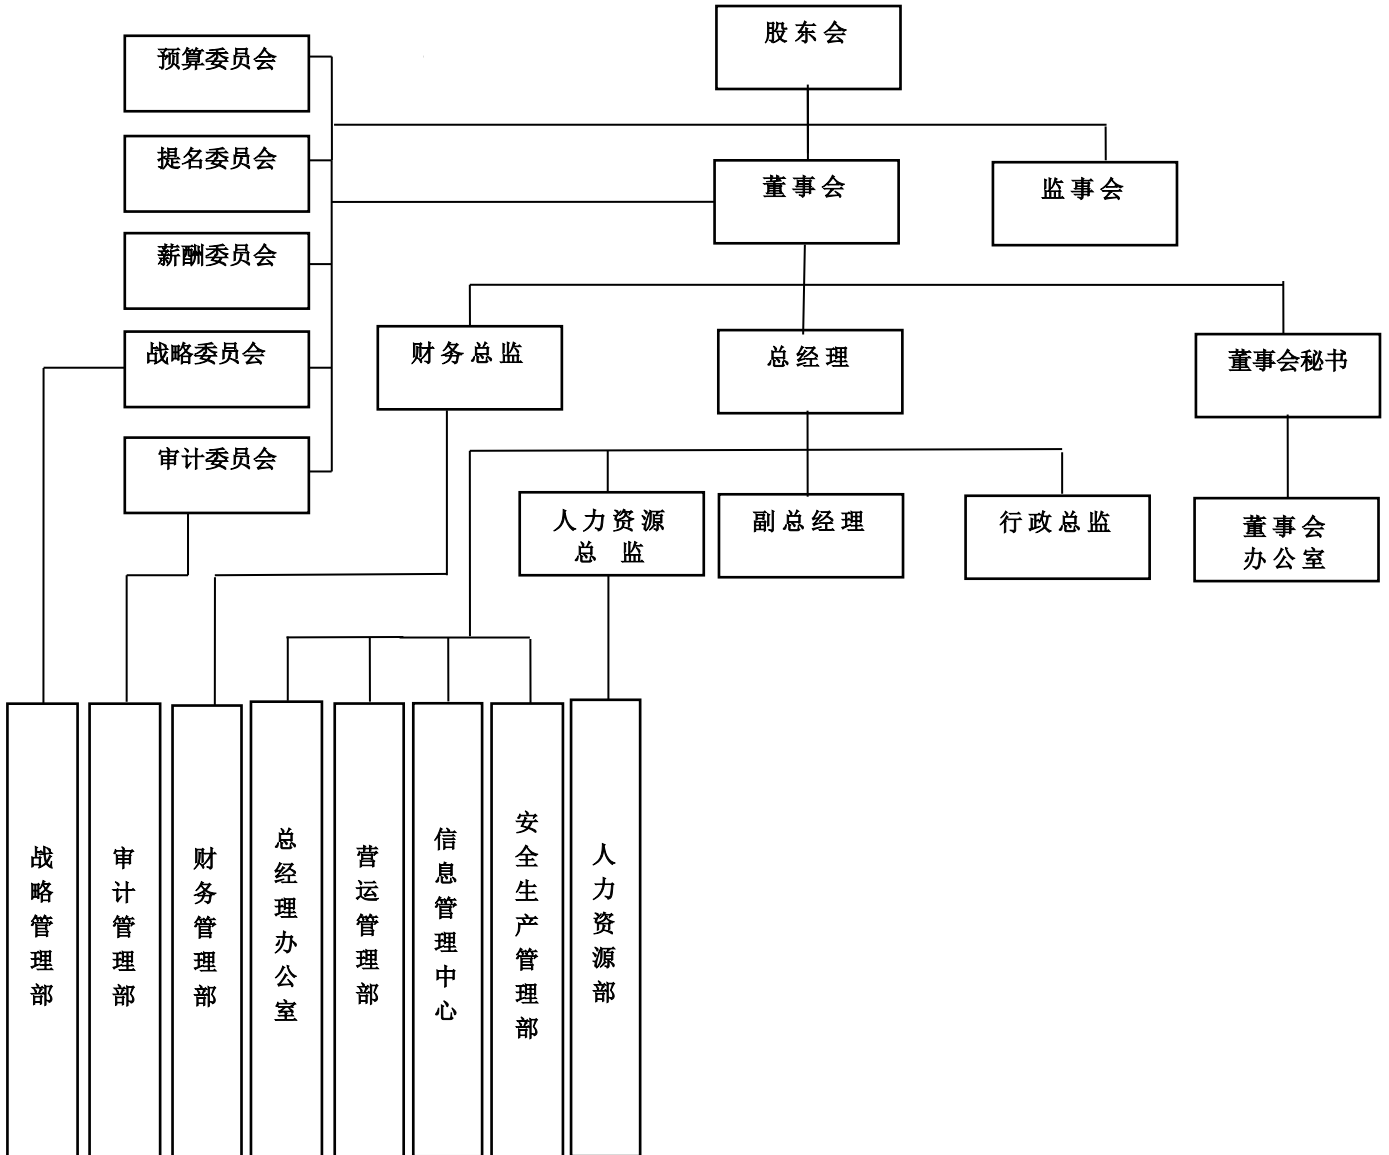 股 东 会
预算委员会
提名委员会
董 事 会
监 事 会
薪酬委员会
战略委员会
财 务 总 监
总 经 理
董事会秘书
审计委员会
人 力 资 源
总 监
副 总 经 理
行 政 总 监
董 事 会
办 公 室
战略管理部
审计管理部
财务管理部
总经理办公室
营运管理部
信息管理中心
安全生产管理部
人力资源部